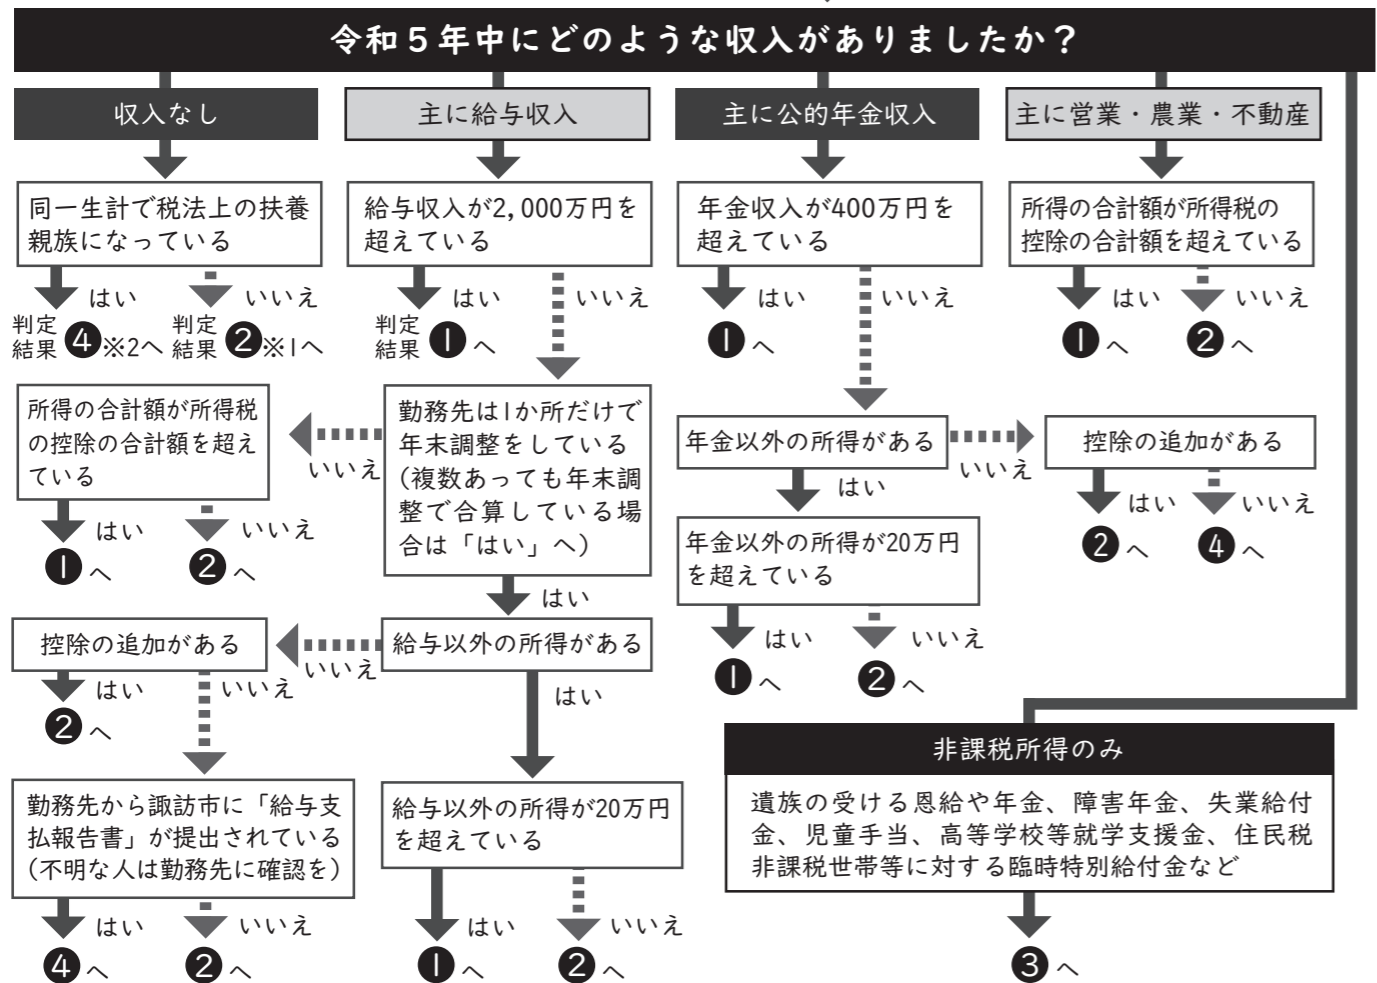 令和5年中にどのような収入がありましたか？
収入なし
同一生計で税法上の扶養
親族になっている
はい
いいえ
判定
結果 ❹※2へ
判定
結果 ❷※1へ
主に給与収入
給与収入が2,000万円を
超えている
はい
いいえ
判定
結果 ❶へ
勤務先は1か所だけで
年末調整をしている
(複数あっても年末調
整で合算している場
合は「はい」へ)
いいえ
はい
所得の合計額が所得税
の控除の合計額を超え
ている
はい
いいえ
❶へ
❷へ
給与以外の所得がある
いいえ
はい
控除の追加がある
はい
いいえ
❷へ
勤務先から諏訪市に「給与支
払報告書」が提出されている
(不明な人は勤務先に確認を)
はい
いいえ
❹へ
❷へ
給与以外の所得が20万円
を超えている
はい
いいえ
❶へ
❷へ
主に公的年金収入
年金収入が400万円を
超えている
はい
いいえ
❶へ
年金以外の所得がある
いいえ
はい
年金以外の所得が20万円
を超えている
はい
いいえ
❶へ
❷へ
控除の追加がある
はい
いいえ
❷へ
❹へ
主に営業・農業・不動産
所得の合計額が所得税の
控除の合計額を超えている
はい
いいえ
❶へ
❷へ
非課税所得のみ
遺族の受ける恩給や年金、障害年金、失業給付
金、児童手当、高等学校等就学支援金、住民税
非課税世帯等に対する臨時特別給付金など
❸へ